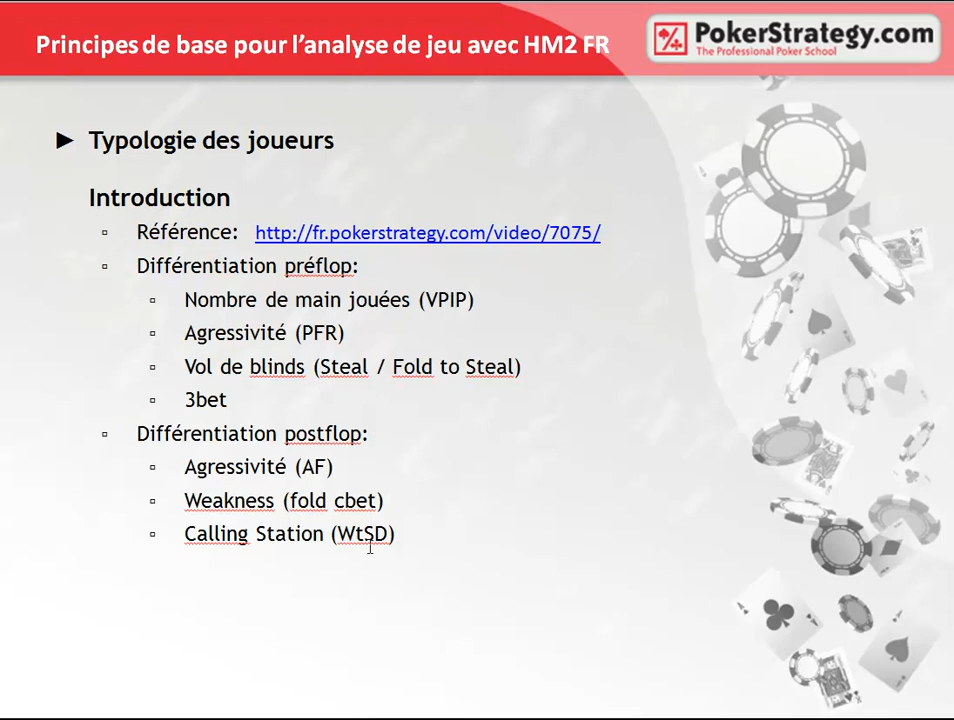 Principes de base pour l’analyse de jeu avec HM2 FR
PokerStrategy.com
The Professional Poker School
► Typologie des joueurs
Introduction
Référence: http://fr.pokerstrategy.com/video/7075/
Différentiation préflop:
Nombre de main jouées (VPIP)
Agressivité (PFR)
Vol de blinds (Steal / Fold to Steal)
3bet
Différentiation postflop:
Agressivité (AF)
Weakness (fold cbet)
Calling Station (WtSD)